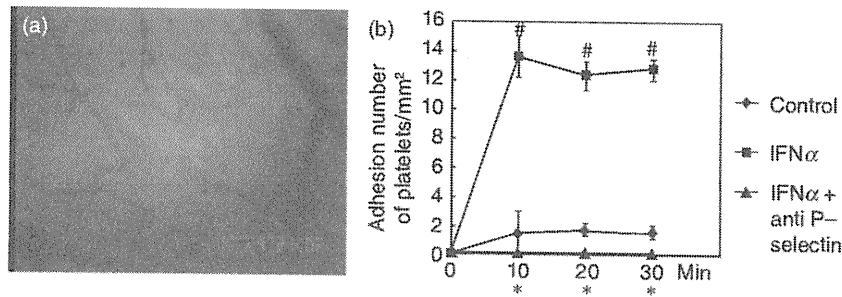 (a)
(b)
16
14
12
10
8
6
4
2
0
Adhesion number
of platelets/mm²
# # #
0 10 20 30 Min
* * *
Control
IFNα
IFNα +
anti P–
selectin